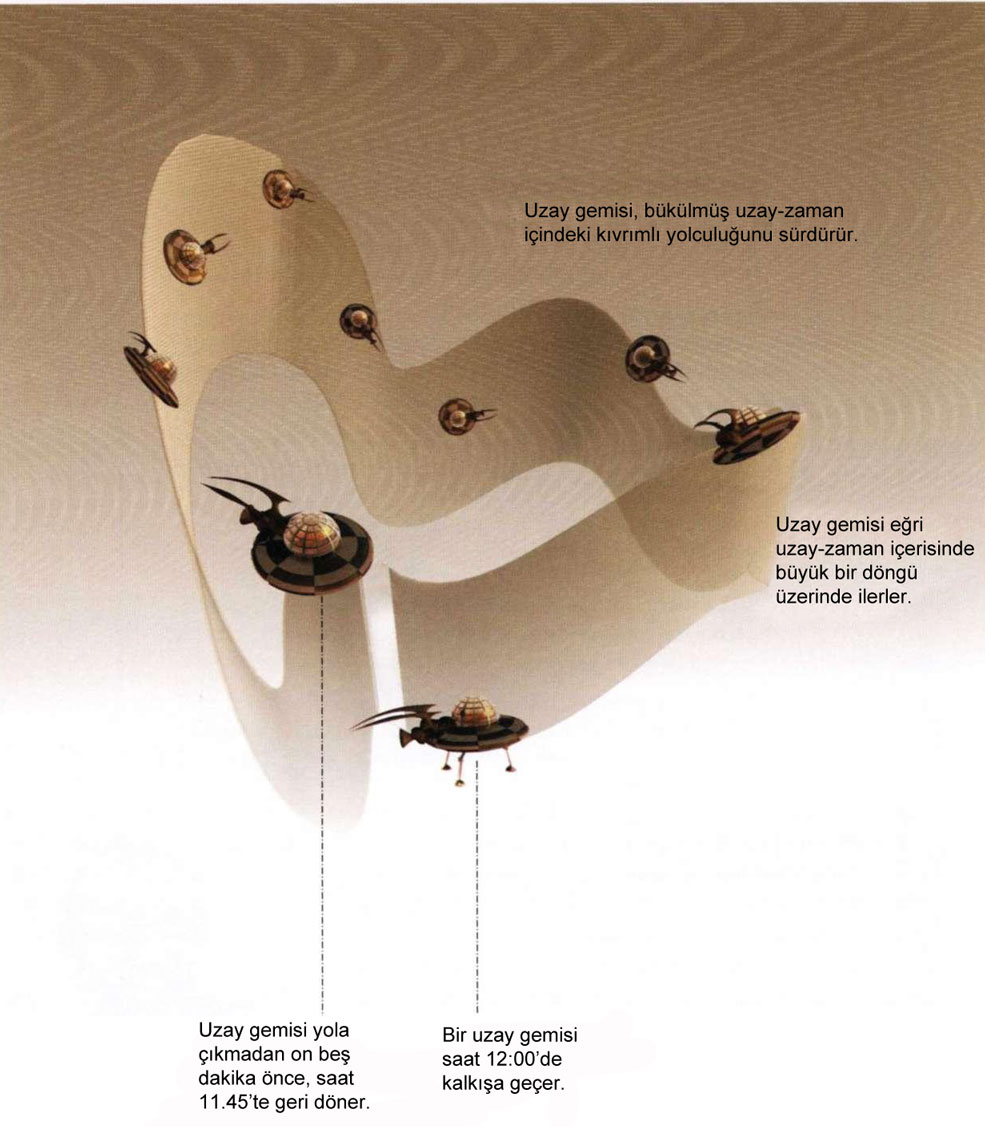 Uzay gemisi, bükülmüş uzay-zaman
içindeki kıvrımlı yolculuğunu sürdürür.
Uzay gemisi eğri
uzay-zaman içerisinde
büyük bir döngü
üzerinde ilerler.
Uzay gemisi yola
çıkmadan on beş
dakika önce, saat
11.45’te geri döner.
Bir uzay gemisi
saat 12:00’de
kalkışa geçer.